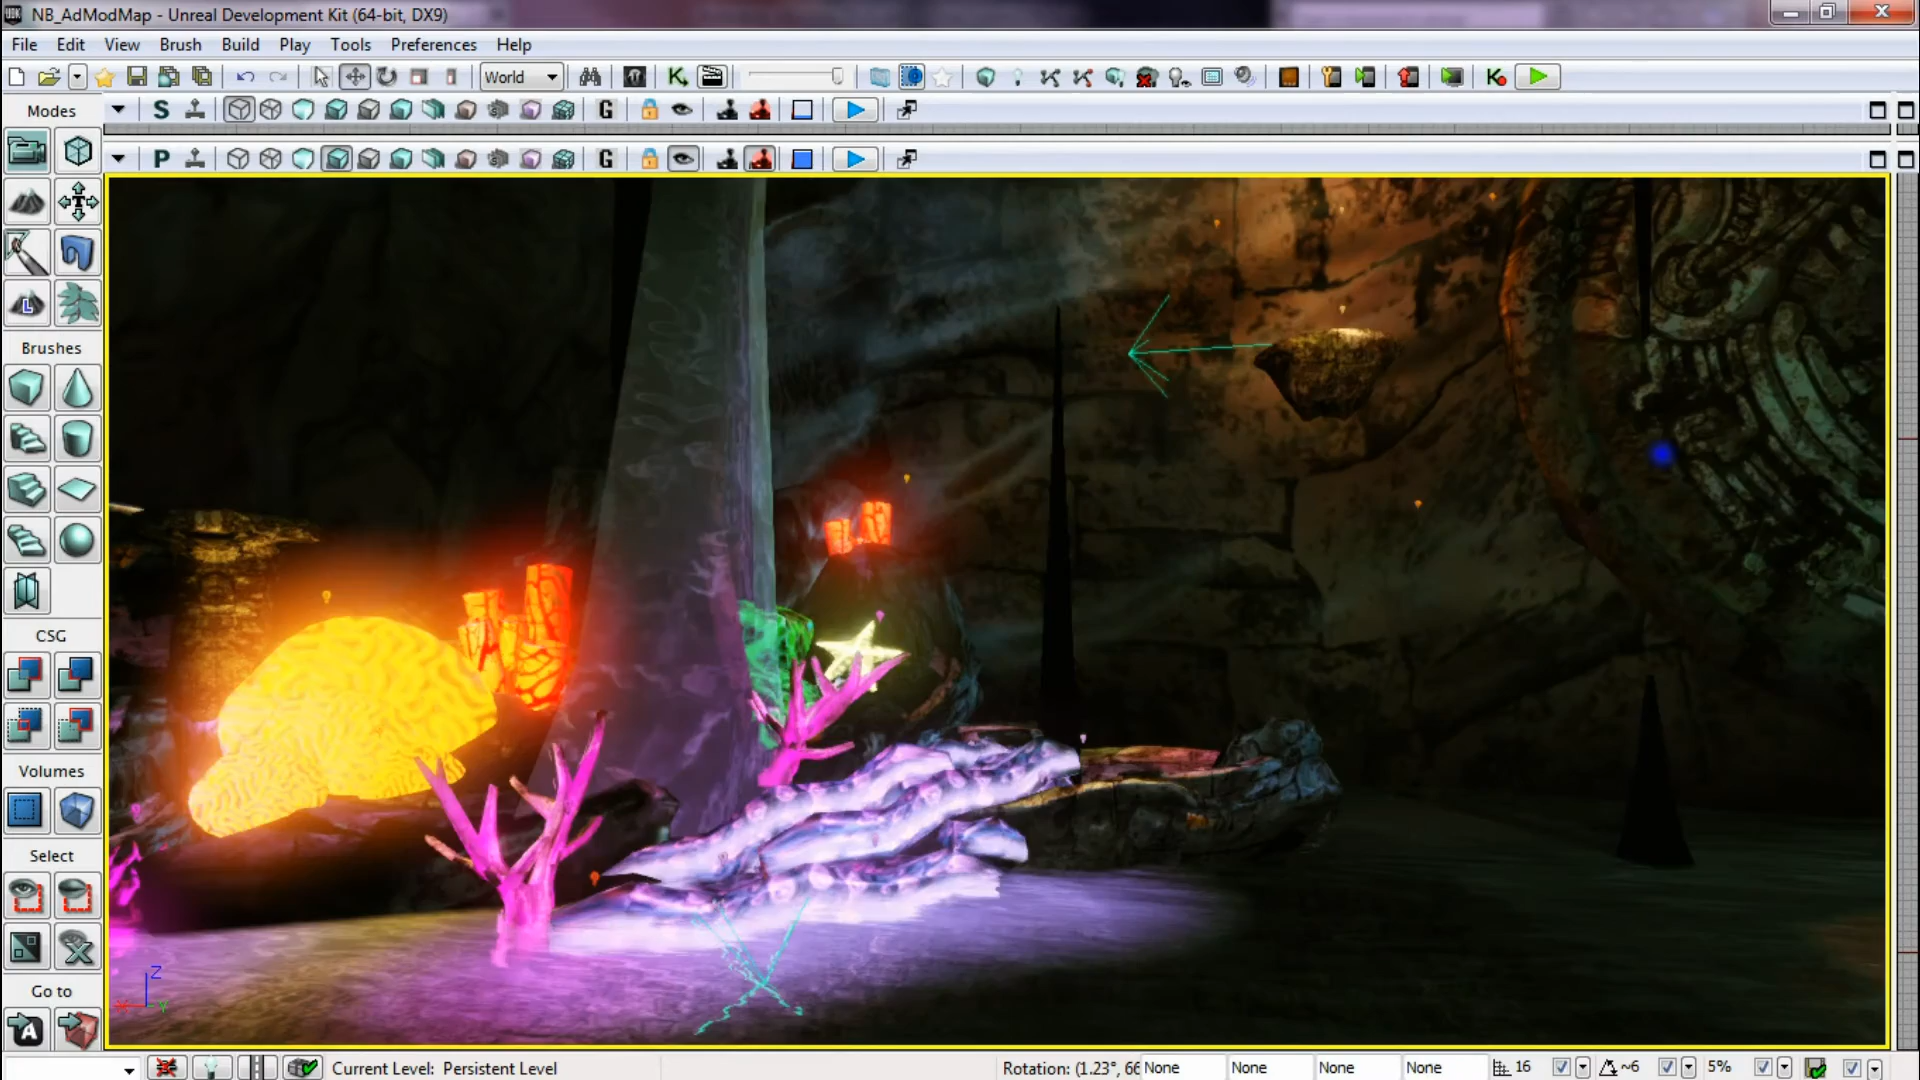 NB_AdModMap - Unreal Development Kit (64-bit, DX9)
File Edit View Brush Build Play Tools Preferences Help
World
Modes
S G
P G
Brushes
CSG
Volumes
Select
Go to
Z
X Y
Current Level: Persistent Level
Rotation: (1.23°, 66 None None None None 16 ~6 5%